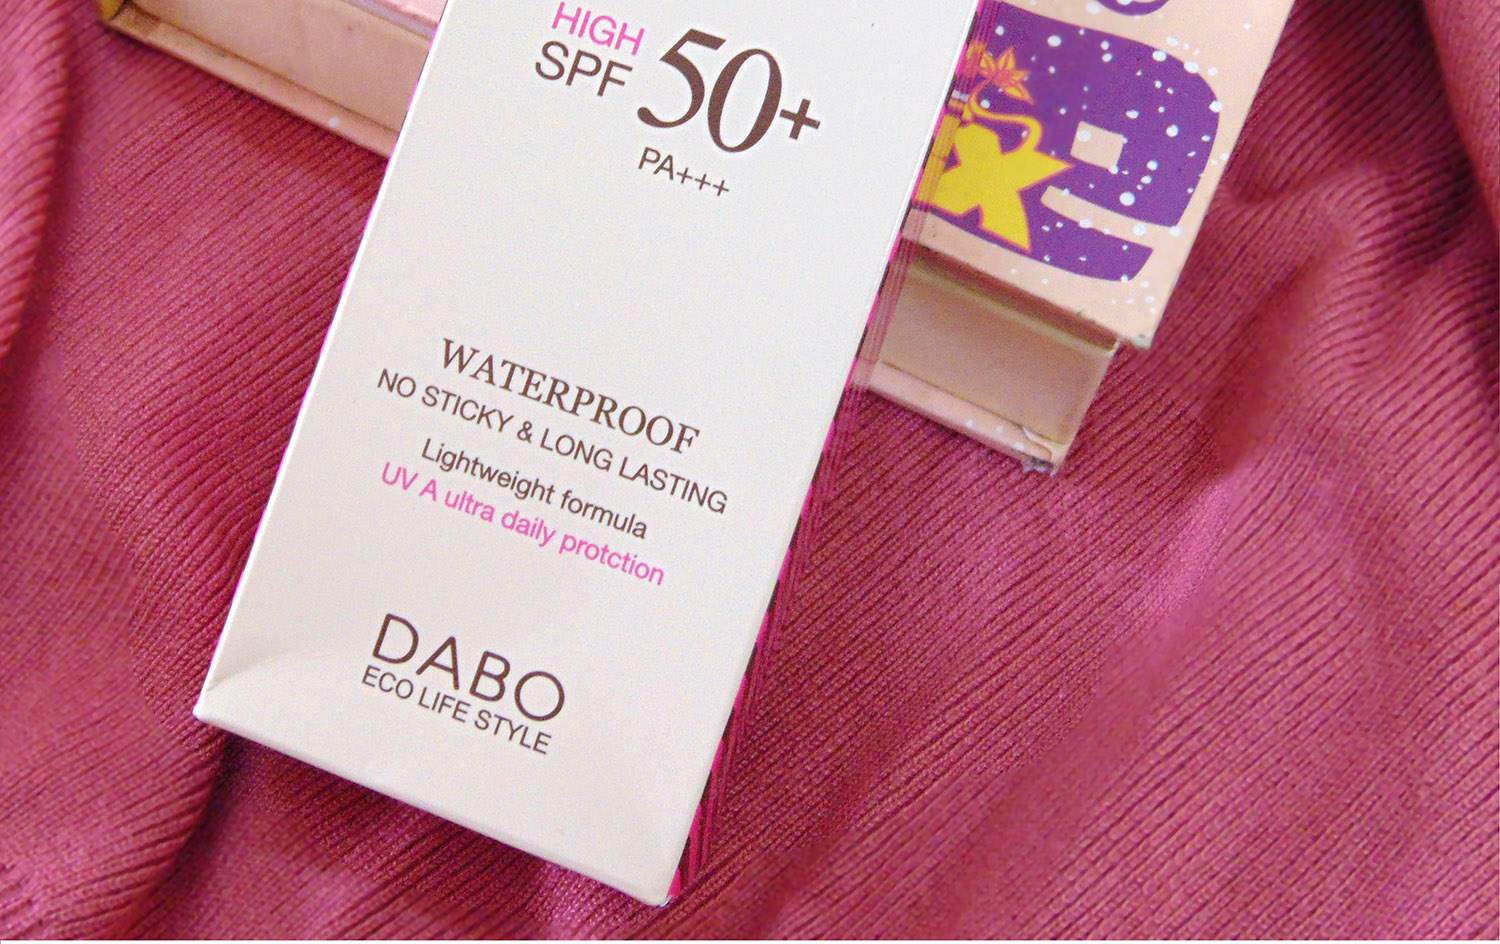 HIGH
SPF 50+
PA+++
WATERPROOF
NO STICKY & LONG LASTING
Lightweight formula
UV A ultra daily protction
DABO
ECO LIFE STYLE